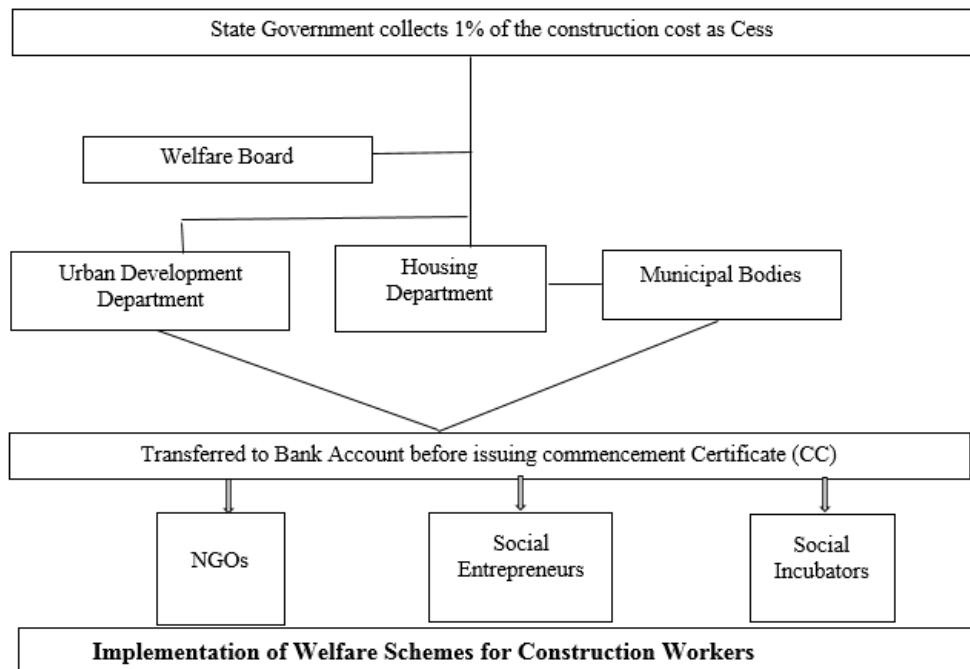 State Government collects 1% of the construction cost as Cess
Welfare Board
Urban Development
Department
Housing
Department
Municipal Bodies
Transferred to Bank Account before issuing commencement Certificate (CC)
NGOs
Social
Entrepreneurs
Social
Incubators
Implementation of Welfare Schemes for Construction Workers